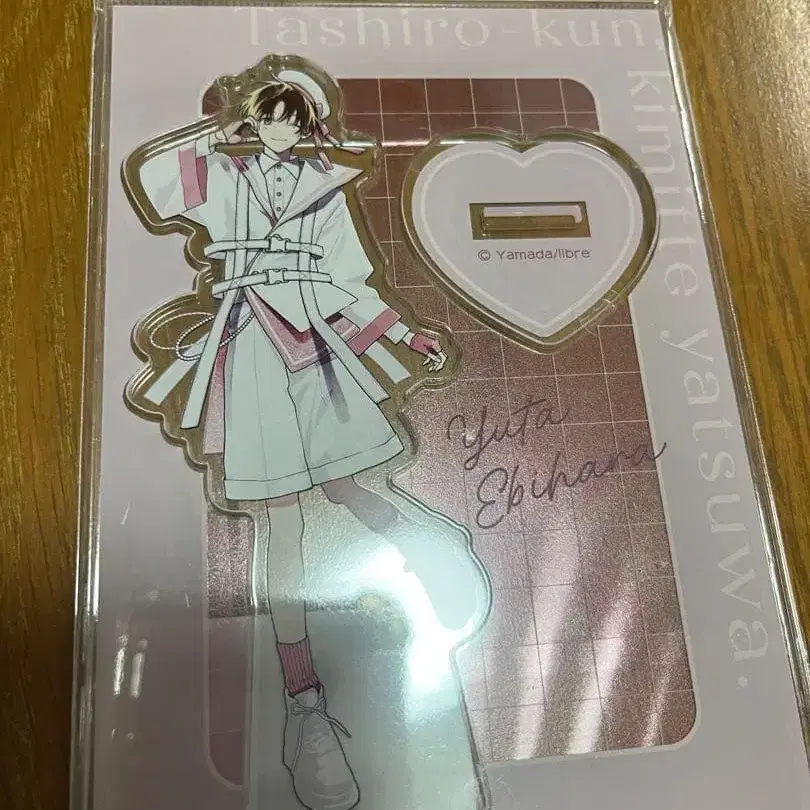 Tashiro-kun,
kimitte yatsuwa.
© Yamada/libre
Yuta
Ebihara